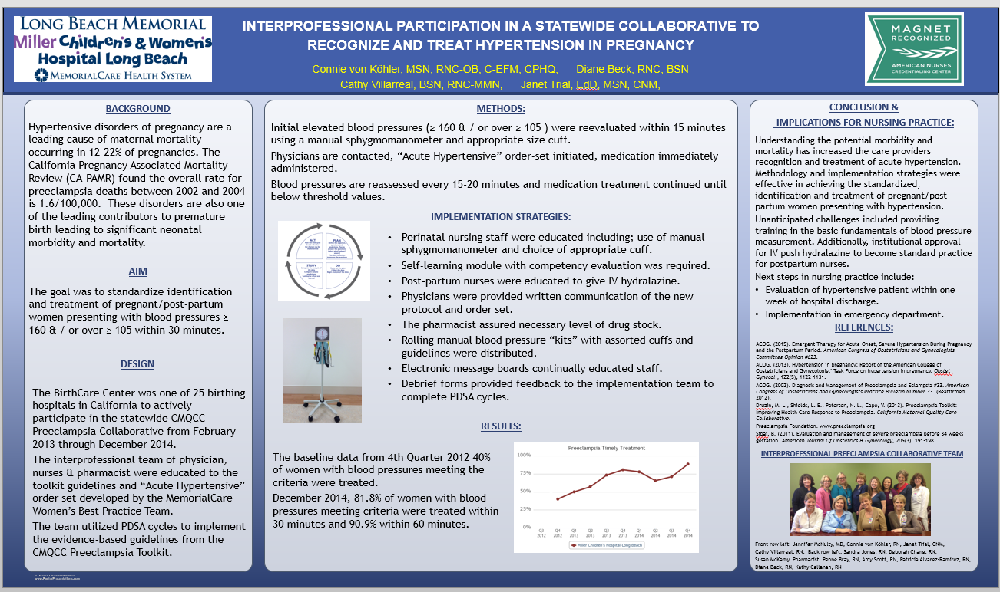 LONG BEACH MEMORIAL
Miller Children's & Women's
Hospital Long Beach
MEMORIALCARE HEALTH SYSTEM
INTERPROFESSIONAL PARTICIPATION IN A STATEWIDE COLLABORATIVE TO
RECOGNIZE AND TREAT HYPERTENSION IN PREGNANCY
Connie von Köhler, MSN, RNC-OB, C-EFM, CPHQ, Diane Beck, RNC, BSN
Cathy Villarreal, BSN, RNC-MMN, Janet Trial, EdD, MSN, CNM,
MAGNET
RECOGNIZED
AMERICAN NURSES
CREDENTIALING CENTER
BACKGROUND
Hypertensive disorders of pregnancy are a
leading cause of maternal mortality
occurring in 12-22% of pregnancies. The
California Pregnancy Associated Mortality
Review (CA-PAMR) found the overall rate for
preeclampsia deaths between 2002 and 2004
is 1.6/100,000. These disorders are also one
of the leading contributors to premature
birth leading to significant neonatal
morbidity and mortality.
AIM
The goal was to standardize identification
and treatment of pregnant/post-partum
women presenting with blood pressures ≥
160 & / or over ≥ 105 within 30 minutes.
DESIGN
The BirthCare Center was one of 25 birthing
hospitals in California to actively
participate in the statewide CMQCC
Preeclampsia Collaborative from February
2013 through December 2014.
The interprofessional team of physician,
nurses & pharmacist were educated to the
toolkit guidelines and “Acute Hypertensive”
order set developed by the MemorialCare
Women’s Best Practice Team.
The team utilized PDSA cycles to implement
the evidence-based guidelines from the
CMQCC Preeclampsia Toolkit.
www.PosterPresentations.com
METHODS:
Initial elevated blood pressures (≥ 160 & / or over ≥ 105 ) were reevaluated within 15 minutes
using a manual sphygmomanometer and appropriate size cuff.
Physicians are contacted, “Acute Hypertensive” order-set initiated, medication immediately
administered.
Blood pressures are reassessed every 15-20 minutes and medication treatment continued until
below threshold values.
IMPLEMENTATION STRATEGIES:
ACT
PLAN
STUDY
DO
• Perinatal nursing staff were educated including; use of manual
sphygmomanometer and choice of appropriate cuff.
• Self-learning module with competency evaluation was required.
• Post-partum nurses were educated to give IV hydralazine.
• Physicians were provided written communication of the new
protocol and order set.
• The pharmacist assured necessary level of drug stock.
• Rolling manual blood pressure “kits” with assorted cuffs and
guidelines were distributed.
• Electronic message boards continually educated staff.
• Debrief forms provided feedback to the implementation team to
complete PDSA cycles.
RESULTS:
The baseline data from 4th Quarter 2012 40%
of women with blood pressures meeting the
criteria were treated.
December 2014, 81.8% of women with blood
pressures meeting criteria were treated within
30 minutes and 90.9% within 60 minutes.
Preeclampsia Timely Treatment
100%
75%
50%
25%
0%
Q3 Q4 Q1 Q2 Q3 Q4 Q1 Q2 Q3 Q4
2012 2012 2013 2013 2013 2013 2014 2014 2014 2014
Miller Children's Hospital-Long Beach
CONCLUSION &
IMPLICATIONS FOR NURSING PRACTICE:
Understanding the potential morbidity and
mortality has increased the care providers
recognition and treatment of acute hypertension.
Methodology and implementation strategies were
effective in achieving the standardized,
identification and treatment of pregnant/post-
partum women presenting with hypertension.
Unanticipated challenges included providing
training in the basic fundamentals of blood pressure
measurement. Additionally, institutional approval
for IV push hydralazine to become standard practice
for postpartum nurses.
Next steps in nursing practice include:
• Evaluation of hypertensive patient within one
week of hospital discharge.
• Implementation in emergency department.
REFERENCES:
ACOG. (2015). Emergent Therapy for Acute-Onset, Severe Hypertension During Pregnancy
and the Postpartum Period. American Congress of Obstetricians and Gynecologists
Committee Opinion #623.
ACOG. (2013). Hypertension in pregnancy: Report of the American College of
Obstetricians and Gynecologist' Task Force on hypertension in pregnancy. Obstet
Gynecol., 122(5), 1122-1131.
ACOG. (2002). Diagnosis and Management of Preeclampsia and Eclampsia #33. American
Congress of Obstetricians and Gynecologists Practice Bulletin Number 33. (Reaffirmed
2012).
Druzin, M. L., Shields, L. E., Peterson, N. L., Cape, V. (2013). Preeclampsia Toolkit:
Improving Health Care Response to Preeclampsia. California Maternal Quality Care
Collaborative.
Preeclampsia Foundation. www.preeclampsia.org
Sibai, B. (2011). Evaluation and management of severe preeclampsia before 34 weeks'
gestation. American Journal Of Obstetrics & Gynecology, 205(3), 191-198.
INTERPROFESSIONAL PREECLAMPSIA COLLABORATIVE TEAM
Front row left: Jennifer McNulty, MD, Connie von Köhler, RN, Janet Trial, CNM,
Cathy Villarreal, RN. Back row left: Sandra Jones, RN, Deborah Chang, RN,
Susan McKamy, Pharmacist, Penne Bray, RN, Amy Scott, RN, Patricia Alvarez-Ramirez, RN,
Diane Beck, RN, Kathy Callanan, RN